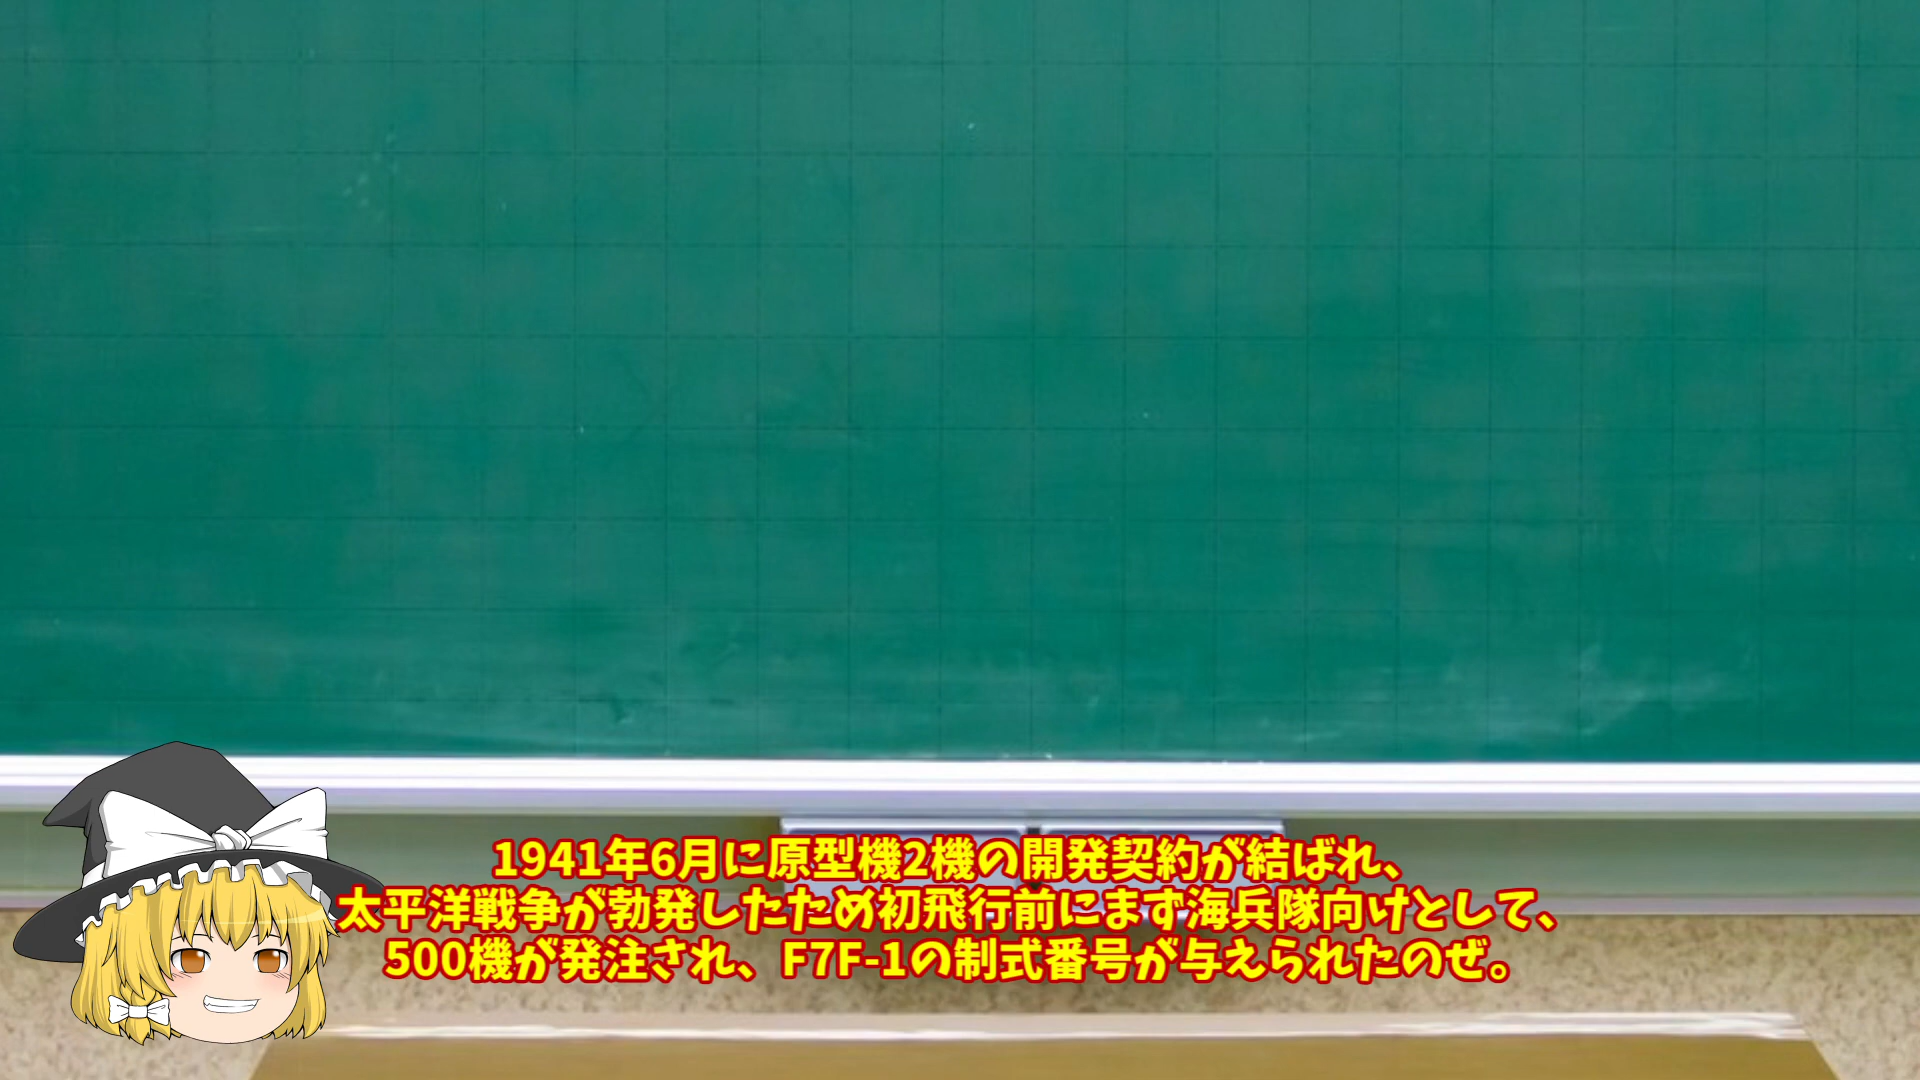 1941年6月に原型機2機の開発契約が結ばれ、
太平洋戦争が勃発したため初飛行前にまず海兵隊向けとして、
500機が発注され、F7F-1の制式番号が与えられたのぜ。